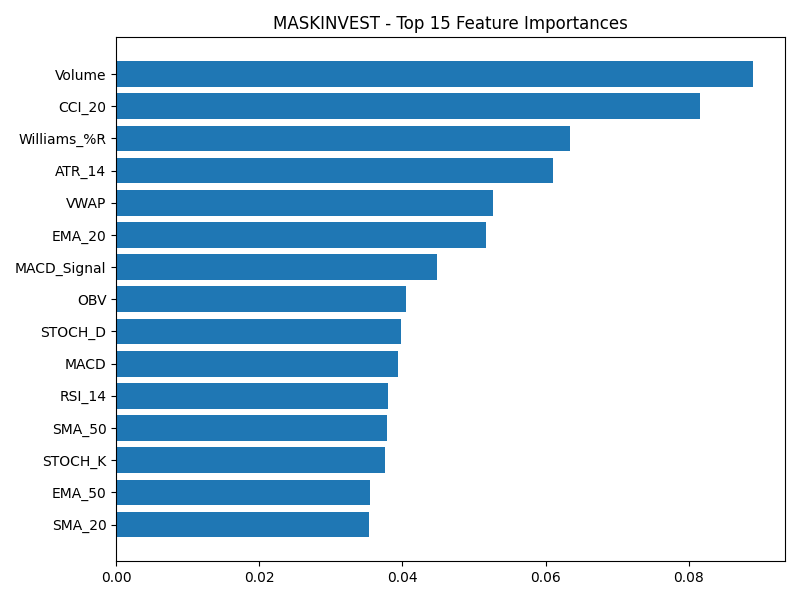 MASKINVEST - Top 15 Feature Importances
Volume
CCI_20
Williams_%R
ATR_14
VWAP
EMA_20
MACD_Signal
OBV
STOCH_D
MACD
RSI_14
SMA_50
STOCH_K
EMA_50
SMA_20
0.00 0.02 0.04 0.06 0.08